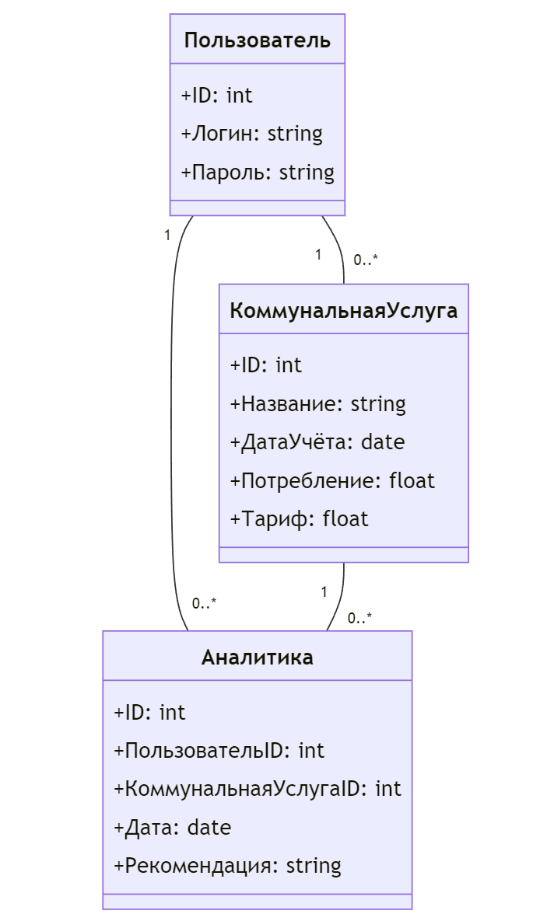 Пользователь
+ID: int
+Логин: string
+Пароль: string
1
1
0..*
КоммунальнаяУслуга
+ID: int
+Название: string
+ДатаУчёта: date
+Потребление: float
+Тариф: float
1
0..*
0..*
Аналитика
+ID: int
+ПользовательID: int
+КоммунальнаяУслугаID: int
+Дата: date
+Рекомендация: string